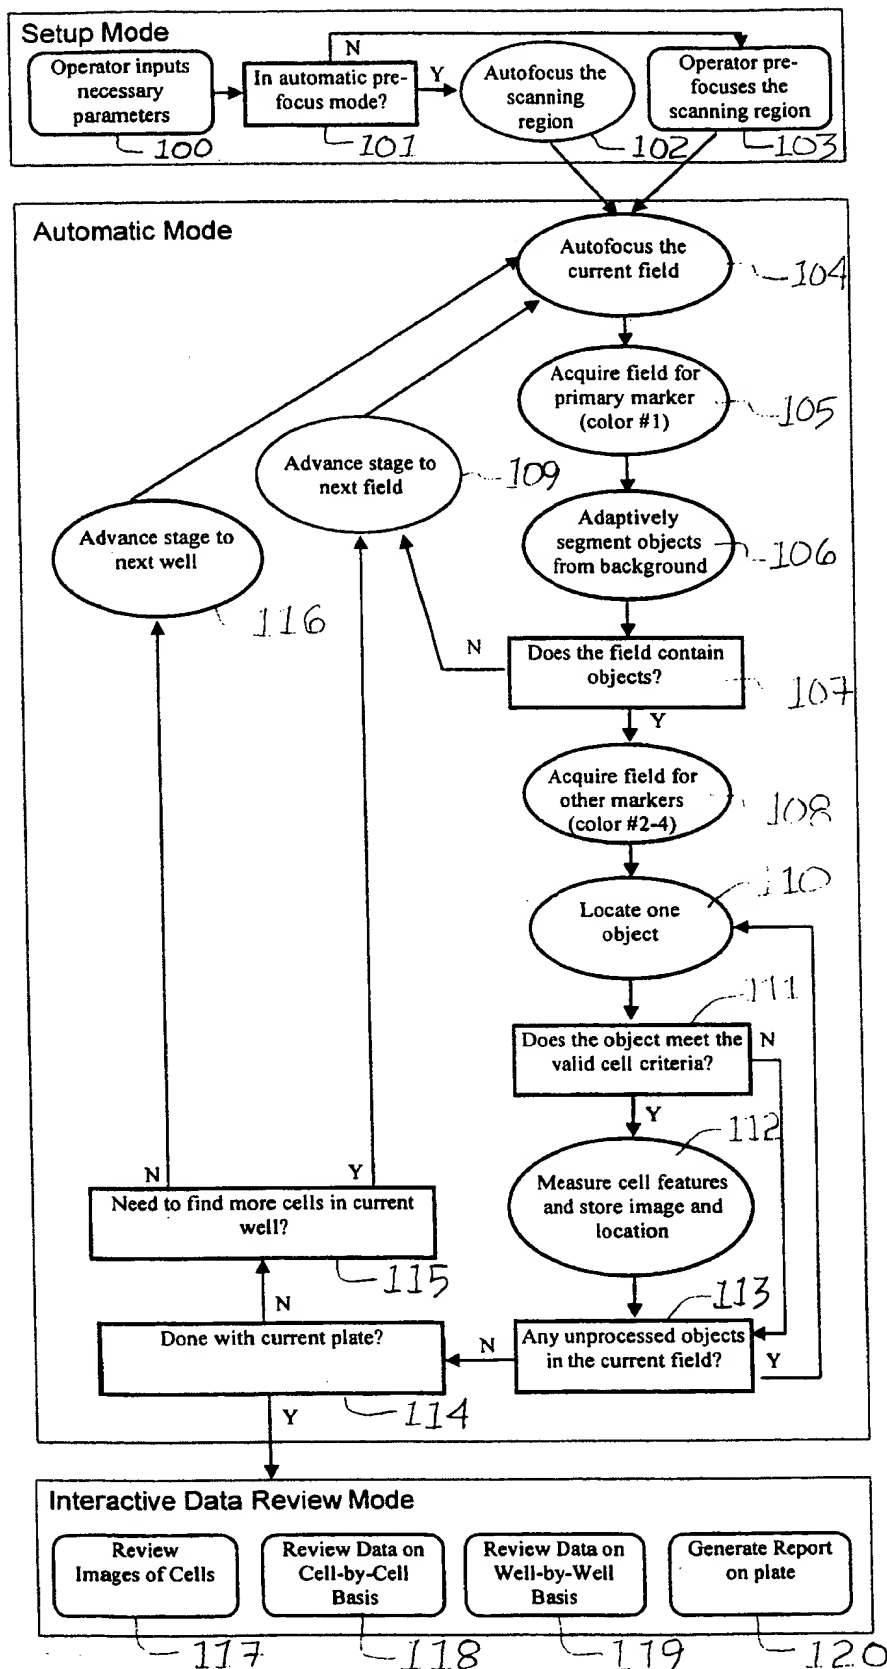 Setup Mode
N
Operator inputs
necessary
parameters
100
In automatic pre-
focus mode?
101
Y
Autofocus the
scanning
region
102
Operator pre-
focuses the
scanning region
103
Automatic Mode
Autofocus the
current field
104
Acquire field for
primary marker
(color #1)
105
Advance stage to
next field
109
Adaptively
segment objects
from background
106
Advance stage to
next well
116
Does the field contain
objects?
107
N
Y
Acquire field for
other markers
(color #2-4)
108
Locate one
object
110
111
Does the object meet the
valid cell criteria?
N
Y
112
Measure cell features
and store image and
location
N
Y
Need to find more cells in current
well?
115
N
113
Any unprocessed objects
in the current field?
Y
N
Done with current plate?
114
Y
Interactive Data Review Mode
Review
Images of Cells
117
Review Data on
Cell-by-Cell
Basis
118
Review Data on
Well-by-Well
Basis
119
Generate Report
on plate
120